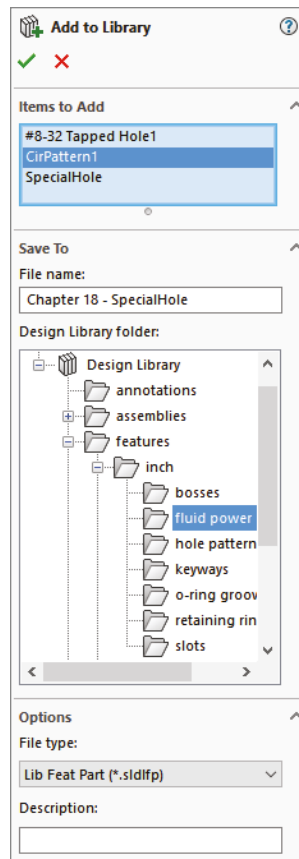 Add to Library
Items to Add
#8-32 Tapped Hole1
CirPattern1
SpecialHole
Save To
File name:
Chapter 18 - SpecialHole
Design Library folder:
Design Library
annotations
assemblies
features
inch
bosses
fluid power
hole pattern
keyways
o-ring groov
retaining rin
slots
Options
File type:
Lib Feat Part (*.sldlfp)
Description: